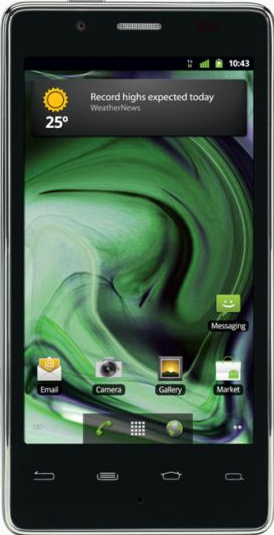 10:43
Record highs expected today
WeatherNews
25°
Messaging
Email
Camera
Gallery
Market